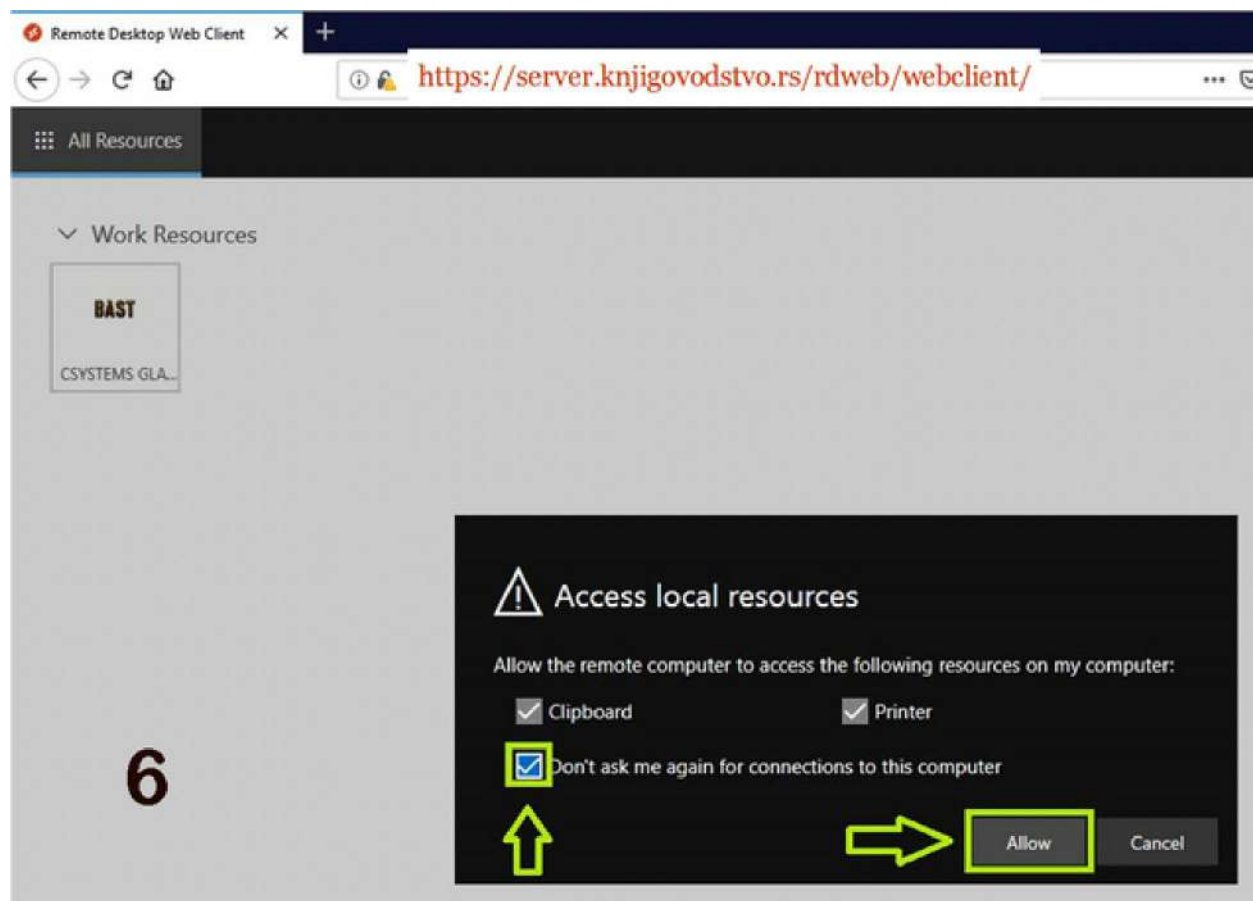 Remote Desktop Web Client
https://server.knjigovodstvo.rs/rdweb/webclient/
All Resources
Work Resources
BAST
CSYSTEMS GLA...
Access local resources
Allow the remote computer to access the following resources on my computer:
Clipboard Printer
Don't ask me again for connections to this computer
6
Allow Cancel